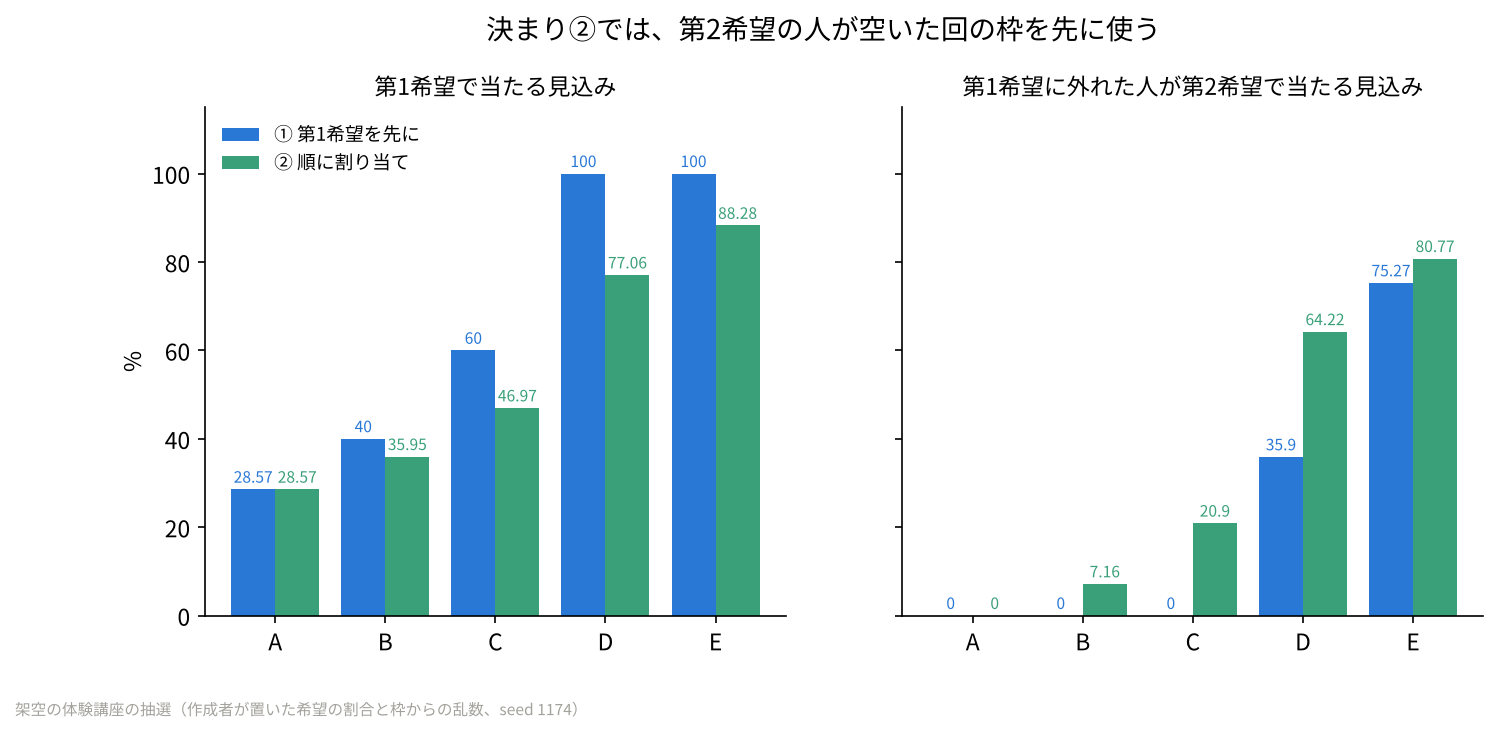 決まり②では、第2希望の人が空いた回の枠を先に使う
第1希望で当たる見込み
① 第1希望を先に
② 順に割り当て
%
100
80
60
40
20
0
28.57
28.57
40
35.95
60
46.97
100
77.06
100
88.28
A
B
C
D
E
第1希望に外れた人が第2希望で当たる見込み
0
0
0
7.16
0
20.9
35.9
64.22
75.27
80.77
A
B
C
D
E
架空の体験講座の抽選（作成者が置いた希望の割合と枠からの乱数、seed 1174）